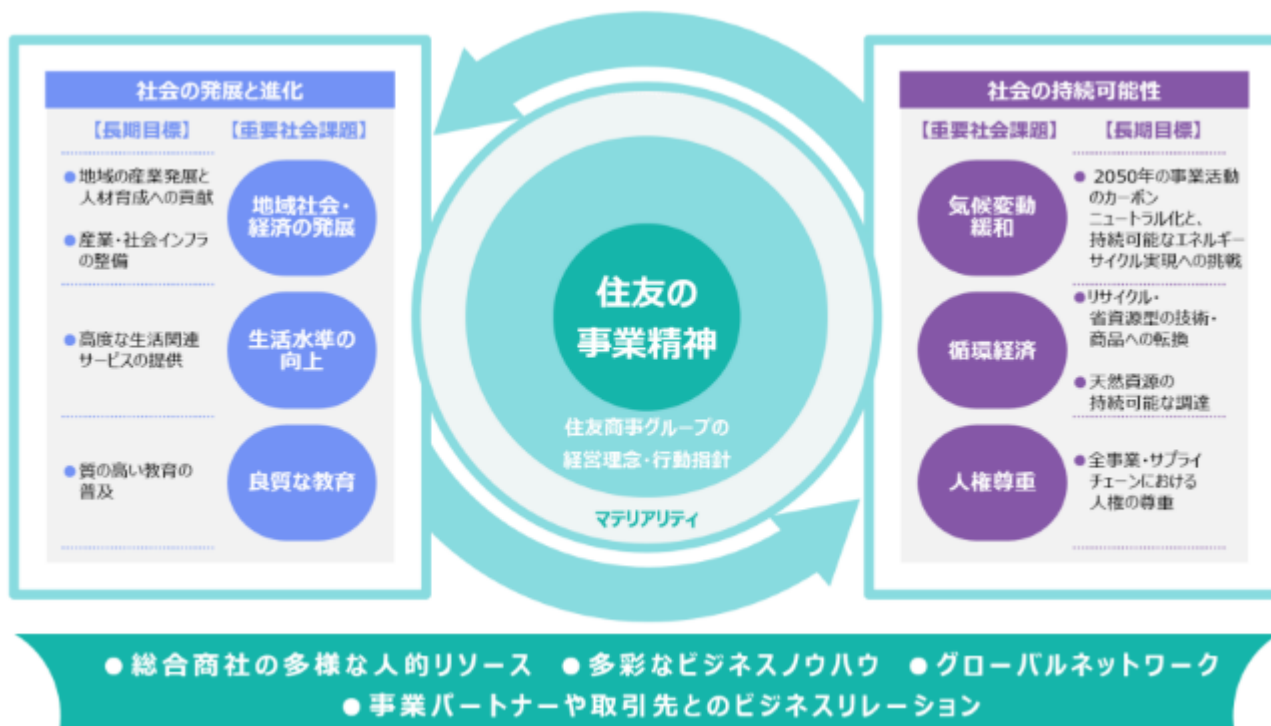 社会の発展と進化
【長期目標】
【重要社会課題】
●地域の産業発展と
人材育成への貢献
●産業・社会インフラ
の整備
地域社会・
経済の発展
●高度な生活関連
サービスの提供
生活水準の
向上
●質の高い教育の
普及
良質な教育
住友の
事業精神
住友商事グループの
経営理念・行動指針
マテリアリティ
社会の持続可能性
【重要社会課題】
【長期目標】
気候変動
緩和
● 2050年の事業活動
のカーボン
ニュートラル化と、
持続可能なエネルギー
サイクル実現への挑戦
循環経済
●リサイクル・
省資源型の技術・
商品への転換
●天然資源の
持続可能な調達
人権尊重
●全事業・サプライ
チェーンにおける
人権の尊重
●総合商社の多様な人的リソース ●多彩なビジネスノウハウ ●グローバルネットワーク
●事業パートナーや取引先とのビジネスリレーション